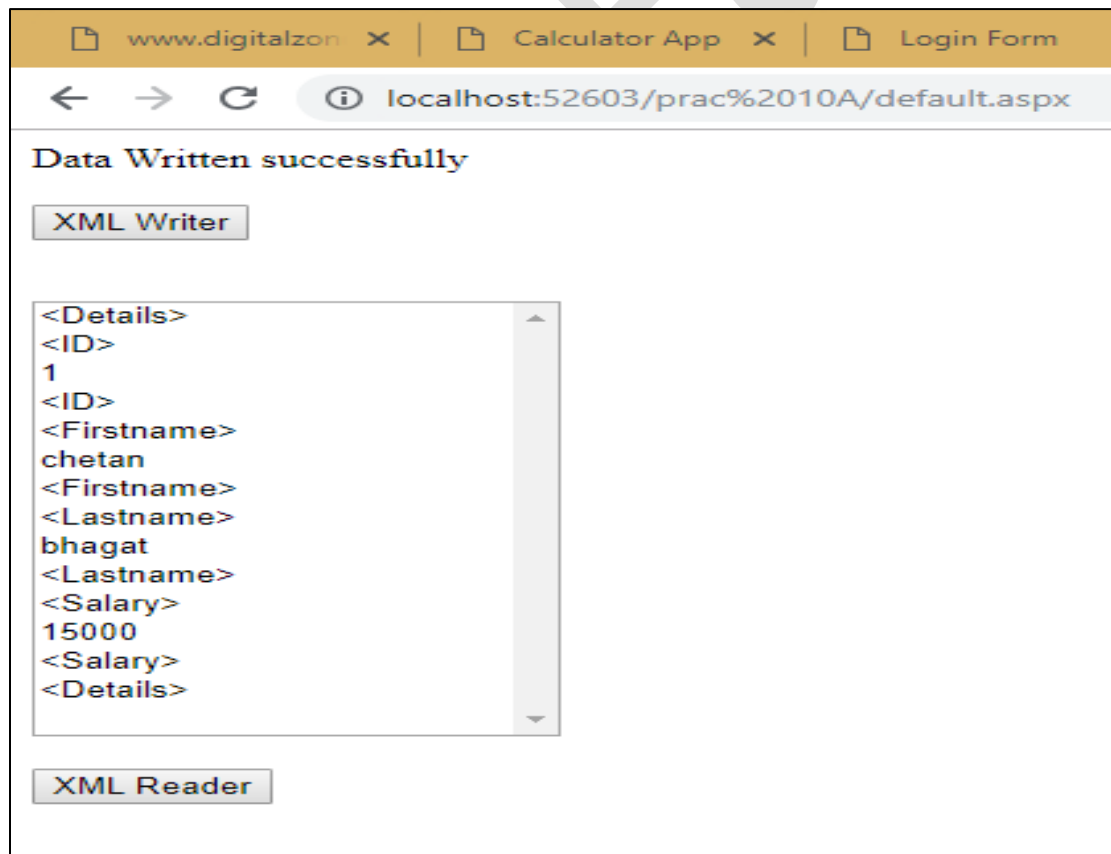 www.digitalzon Calculator App Login Form
localhost:52603/prac%2010A/default.aspx
Data Written successfully
XML Writer
<Details>
<ID>
1
<ID>
<Firstname>
chetan
<Firstname>
<Lastname>
bhagat
<Lastname>
<Salary>
15000
<Salary>
<Details>
XML Reader